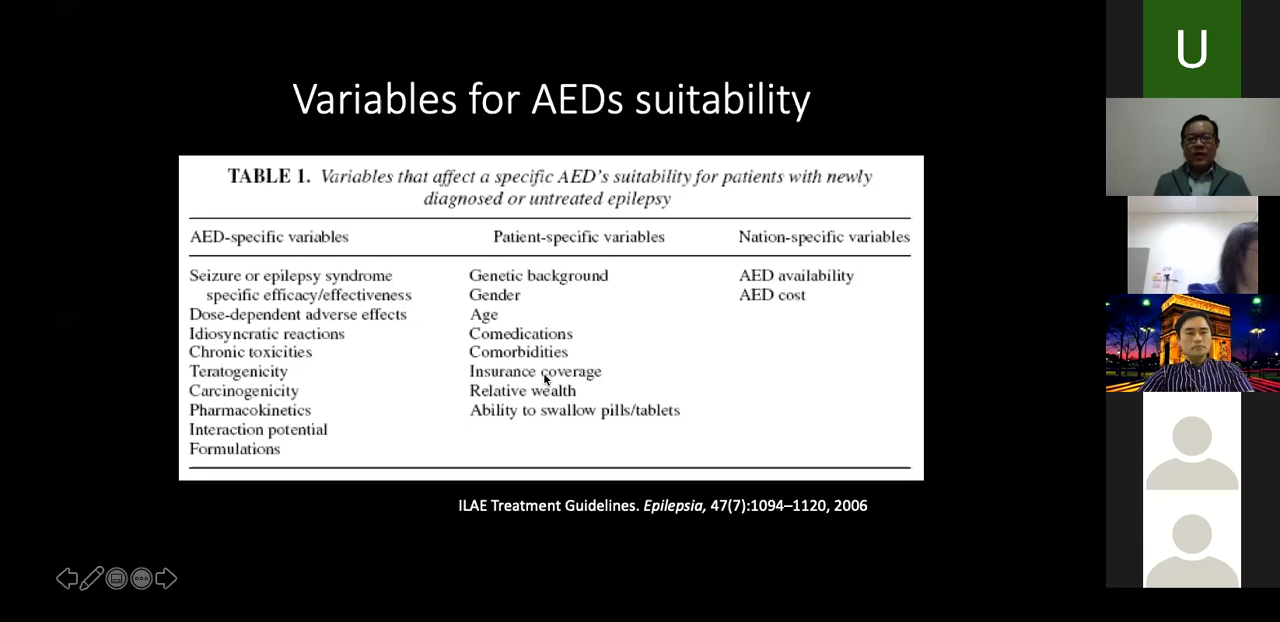 Variables for AEDs suitability
TABLE 1. Variables that affect a specific AED's suitability for patients with newly
diagnosed or untreated epilepsy
AED-specific variables
Patient-specific variables
Nation-specific variables
Seizure or epilepsy syndrome
specific efficacy/effectiveness
Dose-dependent adverse effects
Idiosyncratic reactions
Chronic toxicities
Teratogenicity
Carcinogenicity
Pharmacokinetics
Interaction potential
Formulations
Genetic background
Gender
Age
Comedications
Comorbidities
Insurance coverage
Relative wealth
Ability to swallow pills/tablets
AED availability
AED cost
ILAE Treatment Guidelines. Epilepsia, 47(7):1094–1120, 2006
U